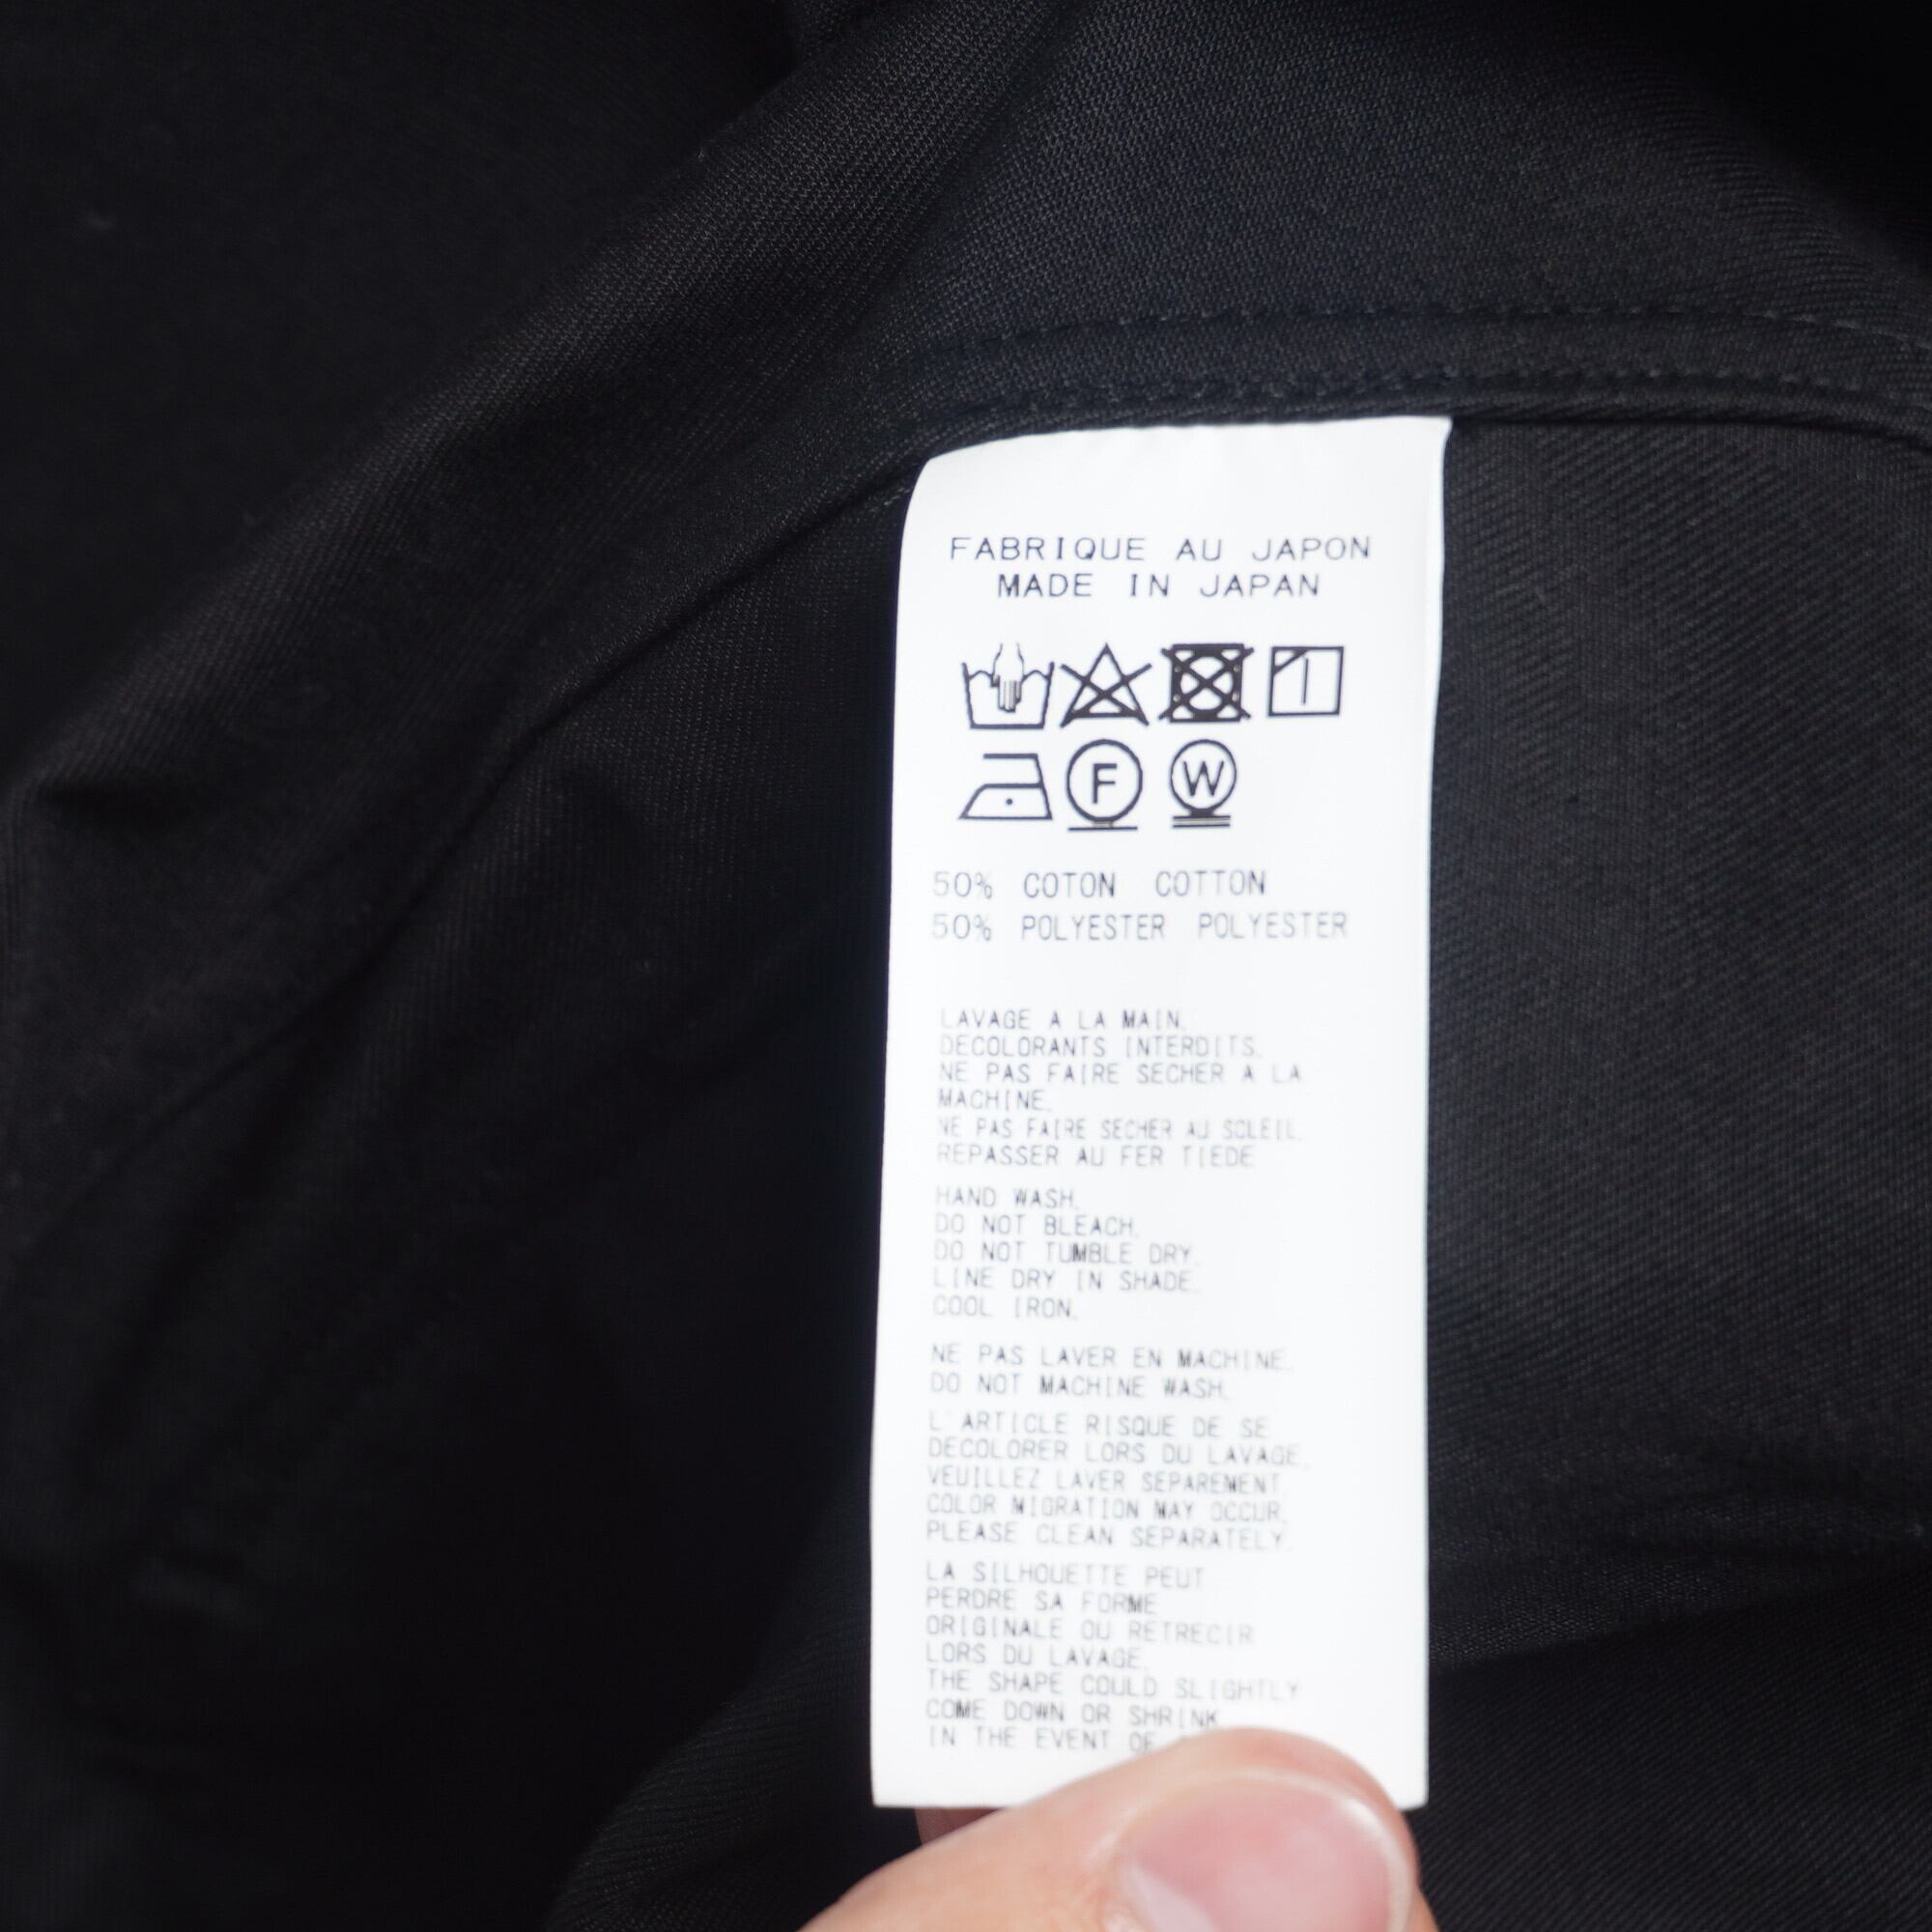 FABRIQUE AU JAPON
MADE IN JAPAN
F W
50% COTON COTTON
50% POLYESTER POLYESTER
LAVAGE A LA MAIN.
DECOLORANTS INTERDITS.
NE PAS FAIRE SECHER A LA
MACHINE.
NE PAS FAIRE SECHER AU SOLEIL.
REPASSER AU FER TIEDE
HAND WASH.
DO NOT BLEACH.
DO NOT TUMBLE DRY.
LINE DRY IN SHADE.
COOL IRON.
NE PAS LAVER EN MACHINE.
DO NOT MACHINE WASH.
L'ARTICLE RISQUE DE SE
DECOLORER LORS DU LAVAGE.
VEUILLEZ LAVER SEPAREMENT
COLOR MIGRATION MAY OCCUR.
PLEASE CLEAN SEPARATELY.
LA SILHOUETTE PEUT
PERDRE SA FORME
ORIGINALE OU RETRECIR
LORS DU LAVAGE.
THE SHAPE COULD SLIGHTLY
COME DOWN OR SHRINK
IN THE EVENT OF